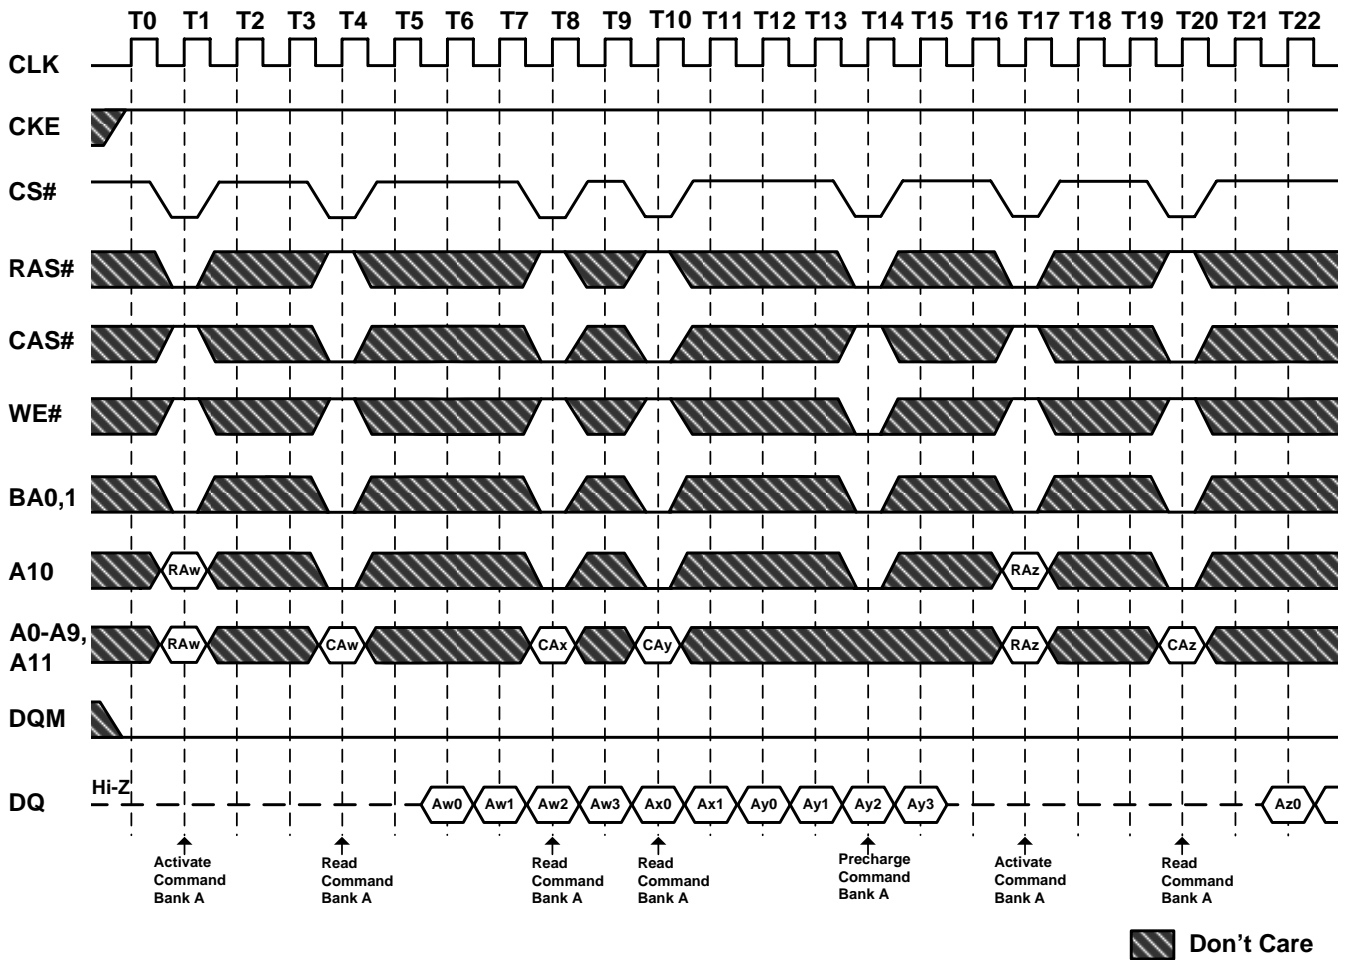 T0 T1 T2 T3 T4 T5 T6 T7 T8 T9 T10 T11 T12 T13 T14 T15 T16 T17 T18 T19 T20 T21 T22
CLK
CKE
CS#
RAS#
CAS#
WE#
BA0,1
A10 RAw RAz
A0-A9,
A11
RAw CAw CAx CAy RAz CAz
DQM
Hi-Z
DQ Aw0 Aw1 Aw2 Aw3 Ax0 Ax1 Ay0 Ay1 Ay2 Ay3 Az0
Activate
Command
Bank A
Read
Command
Bank A
Read
Command
Bank A
Read
Command
Bank A
Precharge
Command
Bank A
Activate
Command
Bank A
Read
Command
Bank A
Don't Care